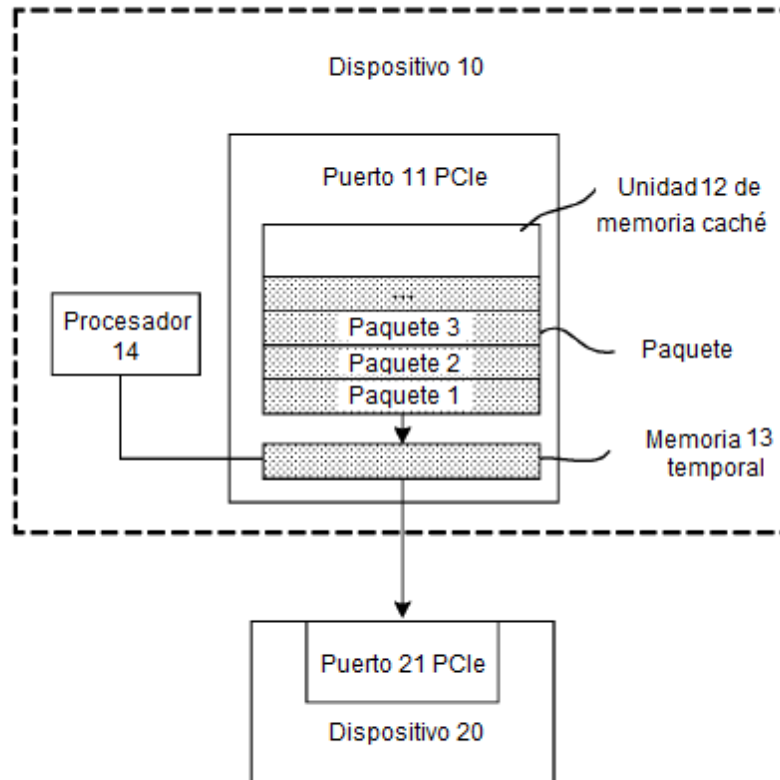 Dispositivo 10
Puerto 11 PCIe
Unidad 12 de
memoria caché
...
Procesador
14
Paquete 3
Paquete
Paquete 2
Paquete 1
Memoria 13
temporal
Puerto 21 PCIe
Dispositivo 20